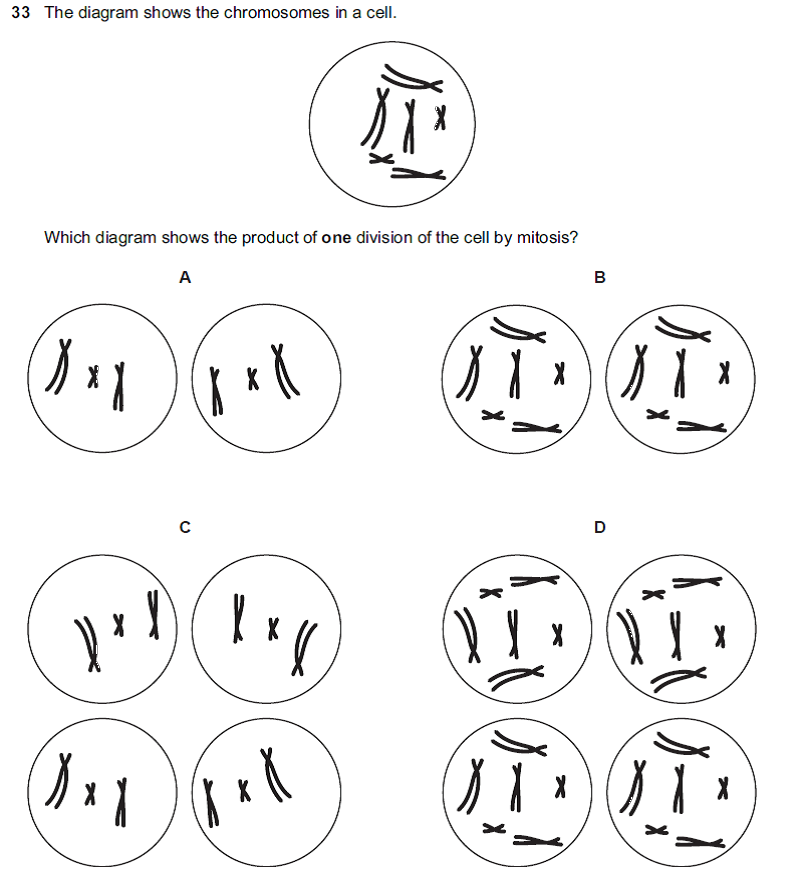 33 The diagram shows the chromosomes in a cell.
Which diagram shows the product of one division of the cell by mitosis?
A
B
C
D